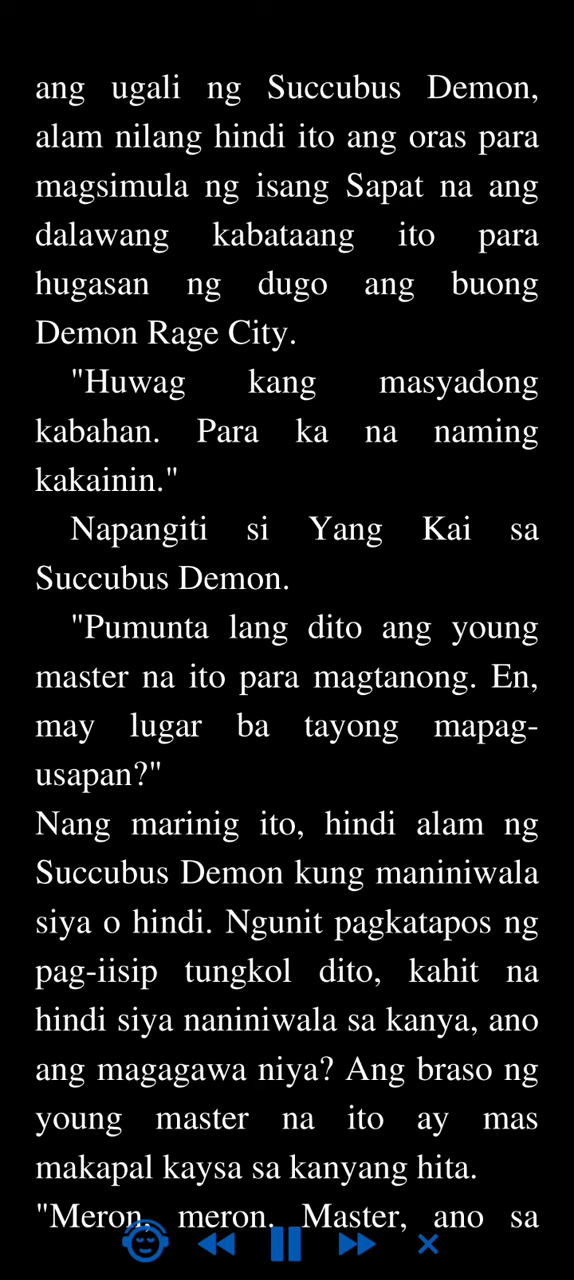 ang ugali ng Succubus Demon,
alam nilang hindi ito ang oras para
magsimula ng isang Sapat na ang
dalawang kabataang ito para
hugasan ng dugo ang buong
Demon Rage City.
"Huwag kang masyadong
kabahan. Para ka na naming
kakainin."
Napangiti si Yang Kai sa
Succubus Demon.
"Pumunta lang dito ang young
master na ito para magtanong. En,
may lugar ba tayong mapag-
usapan?"
Nang marinig ito, hindi alam ng
Succubus Demon kung maniniwala
siya o hindi. Ngunit pagkatapos ng
pag-iisip tungkol dito, kahit na
hindi siya naniniwala sa kanya, ano
ang magagawa niya? Ang braso ng
young master na ito ay mas
makapal kaysa sa kanyang hita.
"Meron, meron. Master, ano sa